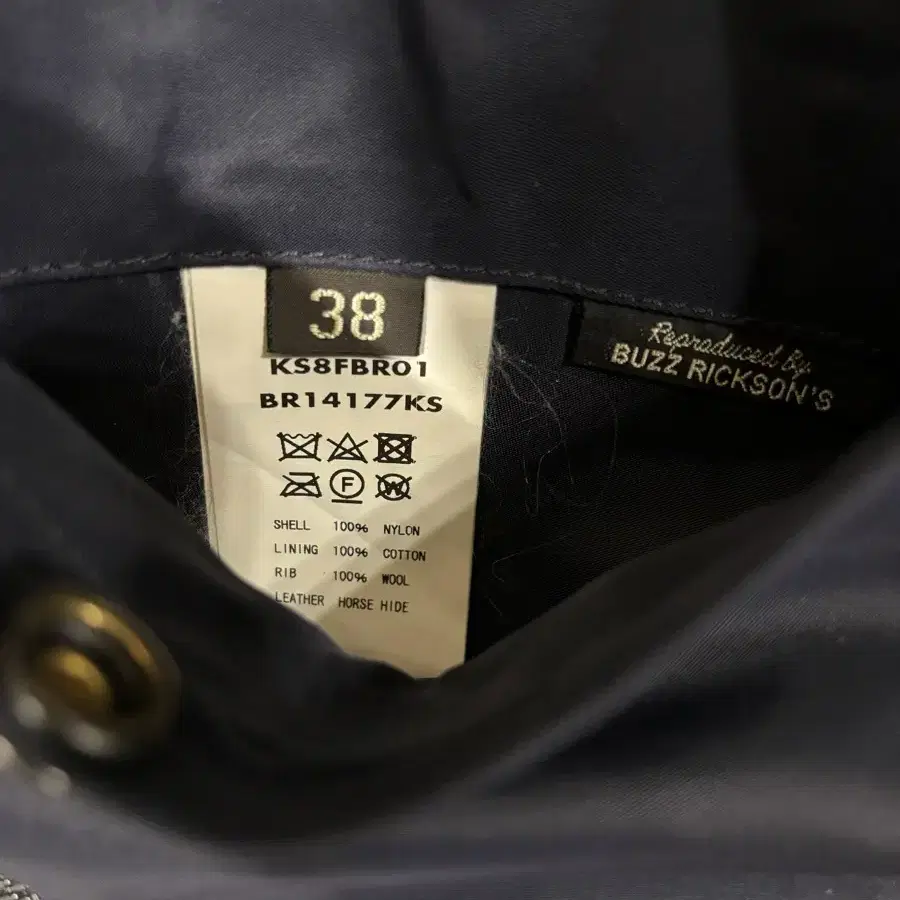 38
KS8FBR01
BR14177KS
F
W
SHELL 100% NYLON
LINING 100% COTTON
RIB 100% WOOL
LEATHER HORSE HIDE
Reproduced By
BUZZ RICKSON'S